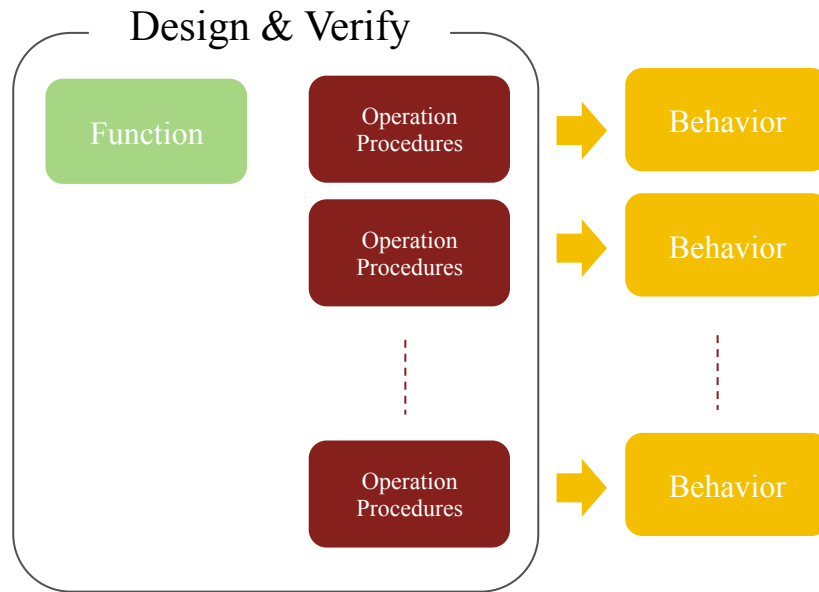 Design & Verify
Function
Operation
Procedures
Behavior
Operation
Procedures
Behavior
Operation
Procedures
Behavior